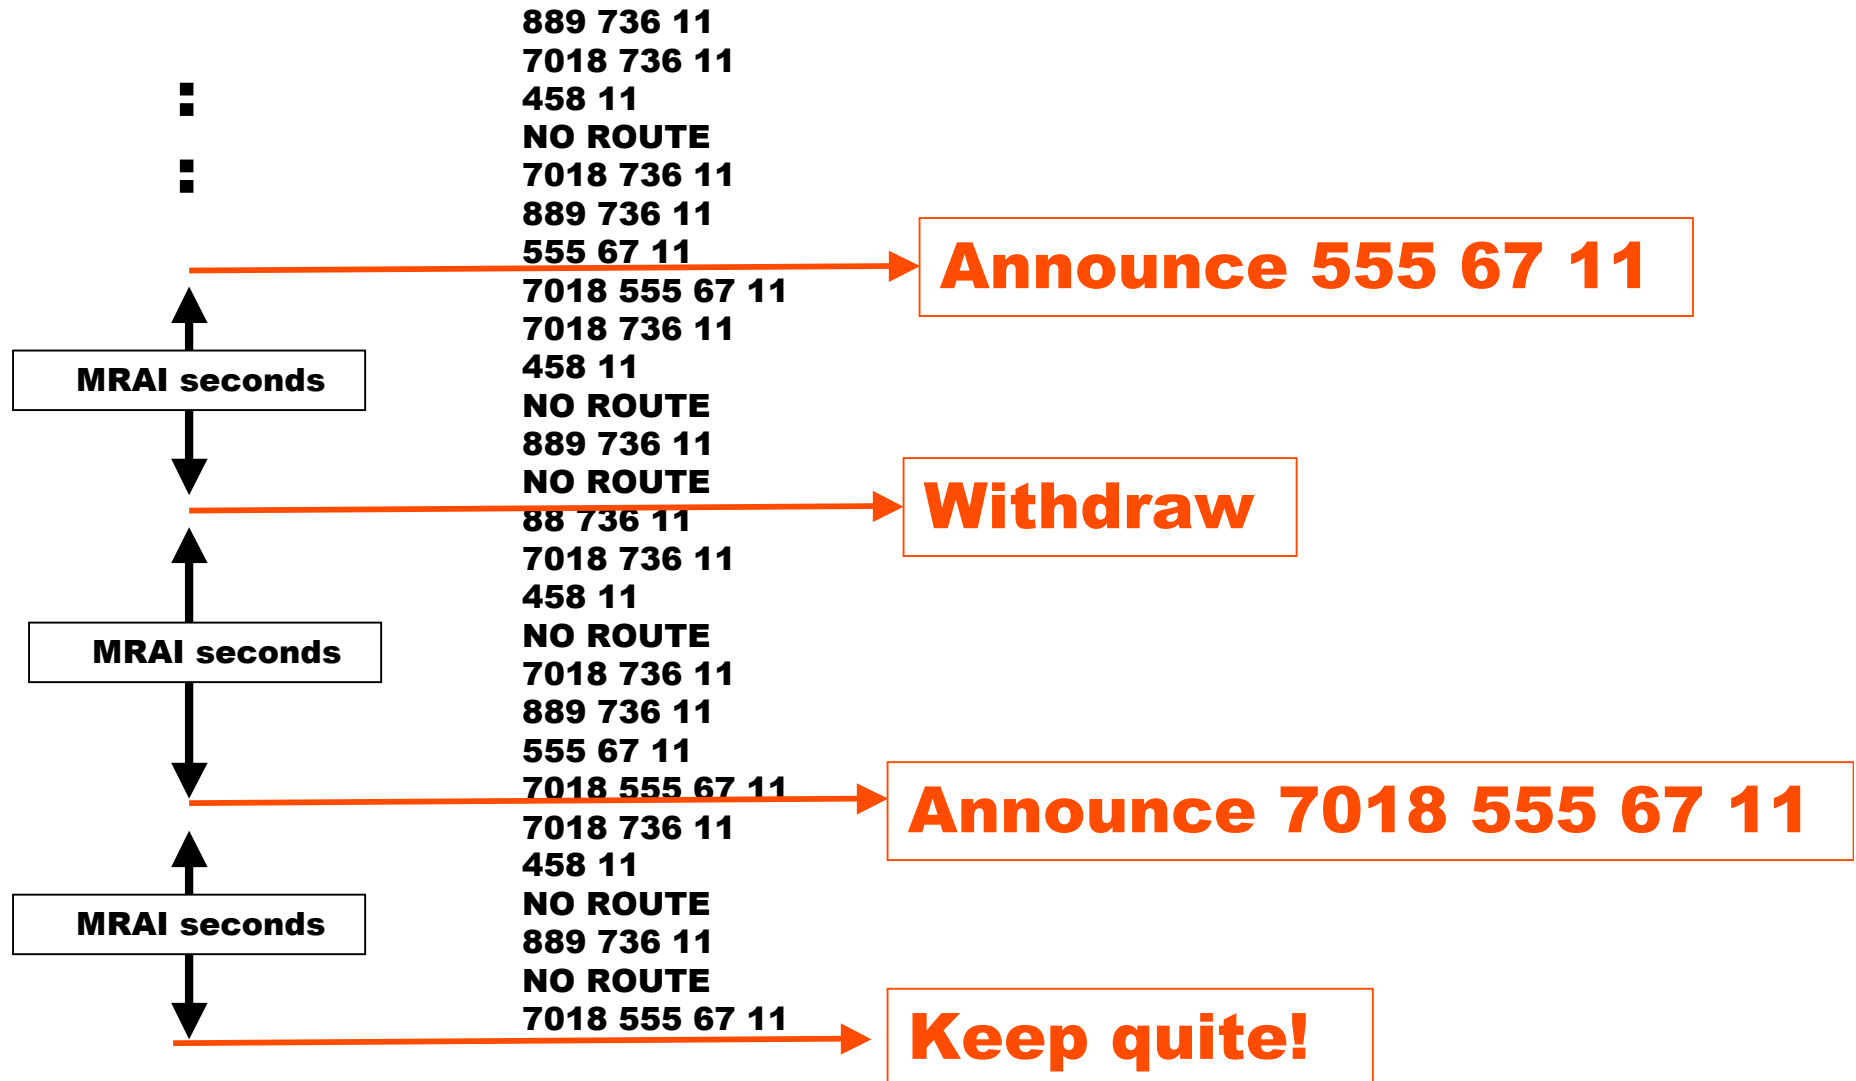 889 736 11
7018 736 11
458 11
NO ROUTE
7018 736 11
889 736 11
555 67 11
Announce 555 67 11
7018 555 67 11
7018 736 11
458 11
MRAI seconds
NO ROUTE
889 736 11
NO ROUTE
Withdraw
88 736 11
7018 736 11
458 11
NO ROUTE
MRAI seconds
7018 736 11
889 736 11
555 67 11
7018 555 67 11
Announce 7018 555 67 11
7018 736 11
458 11
NO ROUTE
MRAI seconds
889 736 11
NO ROUTE
7018 555 67 11
Keep quite!